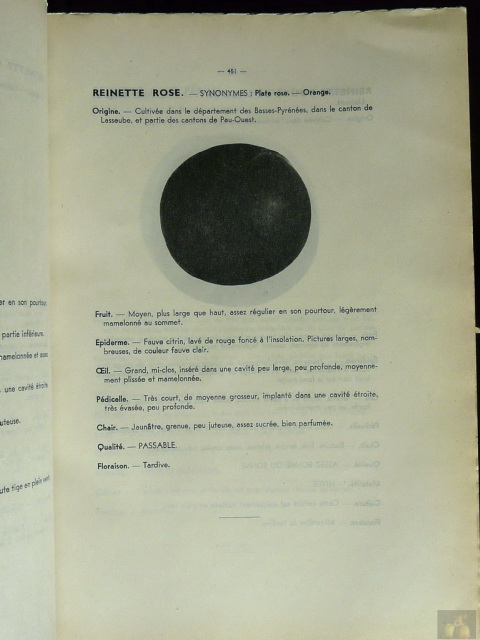 — 451 —
REINETTE ROSE. — SYNONYMES : Plate rose. — Orange.
Origine. — Cultivée dans le département des Basses-Pyrénées, dans le canton de
Lasseube, et partie des cantons de Pau-Ouest.
Fruit. — Moyen, plus large que haut, assez régulier en son pourtour, légèrement
mamelonné au sommet.
Epiderme. — Fauve citrin, lavé de rouge foncé à l'insolation. Pictures larges, nom-
breuses, de couleur fauve clair.
Œil. — Grand, mi-clos, inséré dans une cavité peu large, peu profonde, moyenne-
ment plissée et mamelonnée.
Pédicelle. — Très court, de moyenne grosseur, implanté dans une cavité étroite,
très évasée, peu profonde.
Chair. — Jaunâtre, grenue, peu juteuse, assez sucrée, bien parfumée.
Qualité. — PASSABLE.
Floraison. — Tardive.
er en son pourtour,
partie inférieure.
mamelonnée et assez
une cavité étroite
uteuse.
ute tige en plein vent.